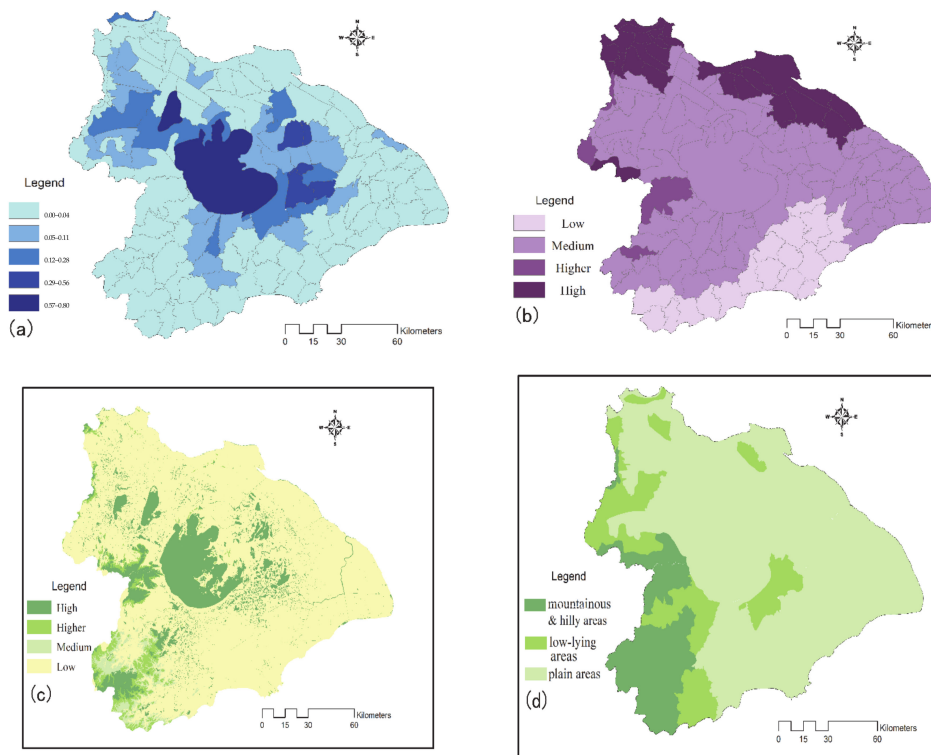 N
W E
S
Legend
0.00–0.04
0.05–0.11
0.12–0.28
0.29–0.56
0.57–0.80
(a)
Kilometers
0 15 30 60
N
W E
S
Legend
Low
Medium
Higher
High
(b)
Kilometers
0 15 30 60
N
W E
S
Legend
High
Higher
Medium
Low
(c)
Kilometers
0 15 30 60
N
W E
S
Legend
mountainous
& hilly areas
low-lying
areas
plain areas
(d)
Kilometers
0 15 30 60